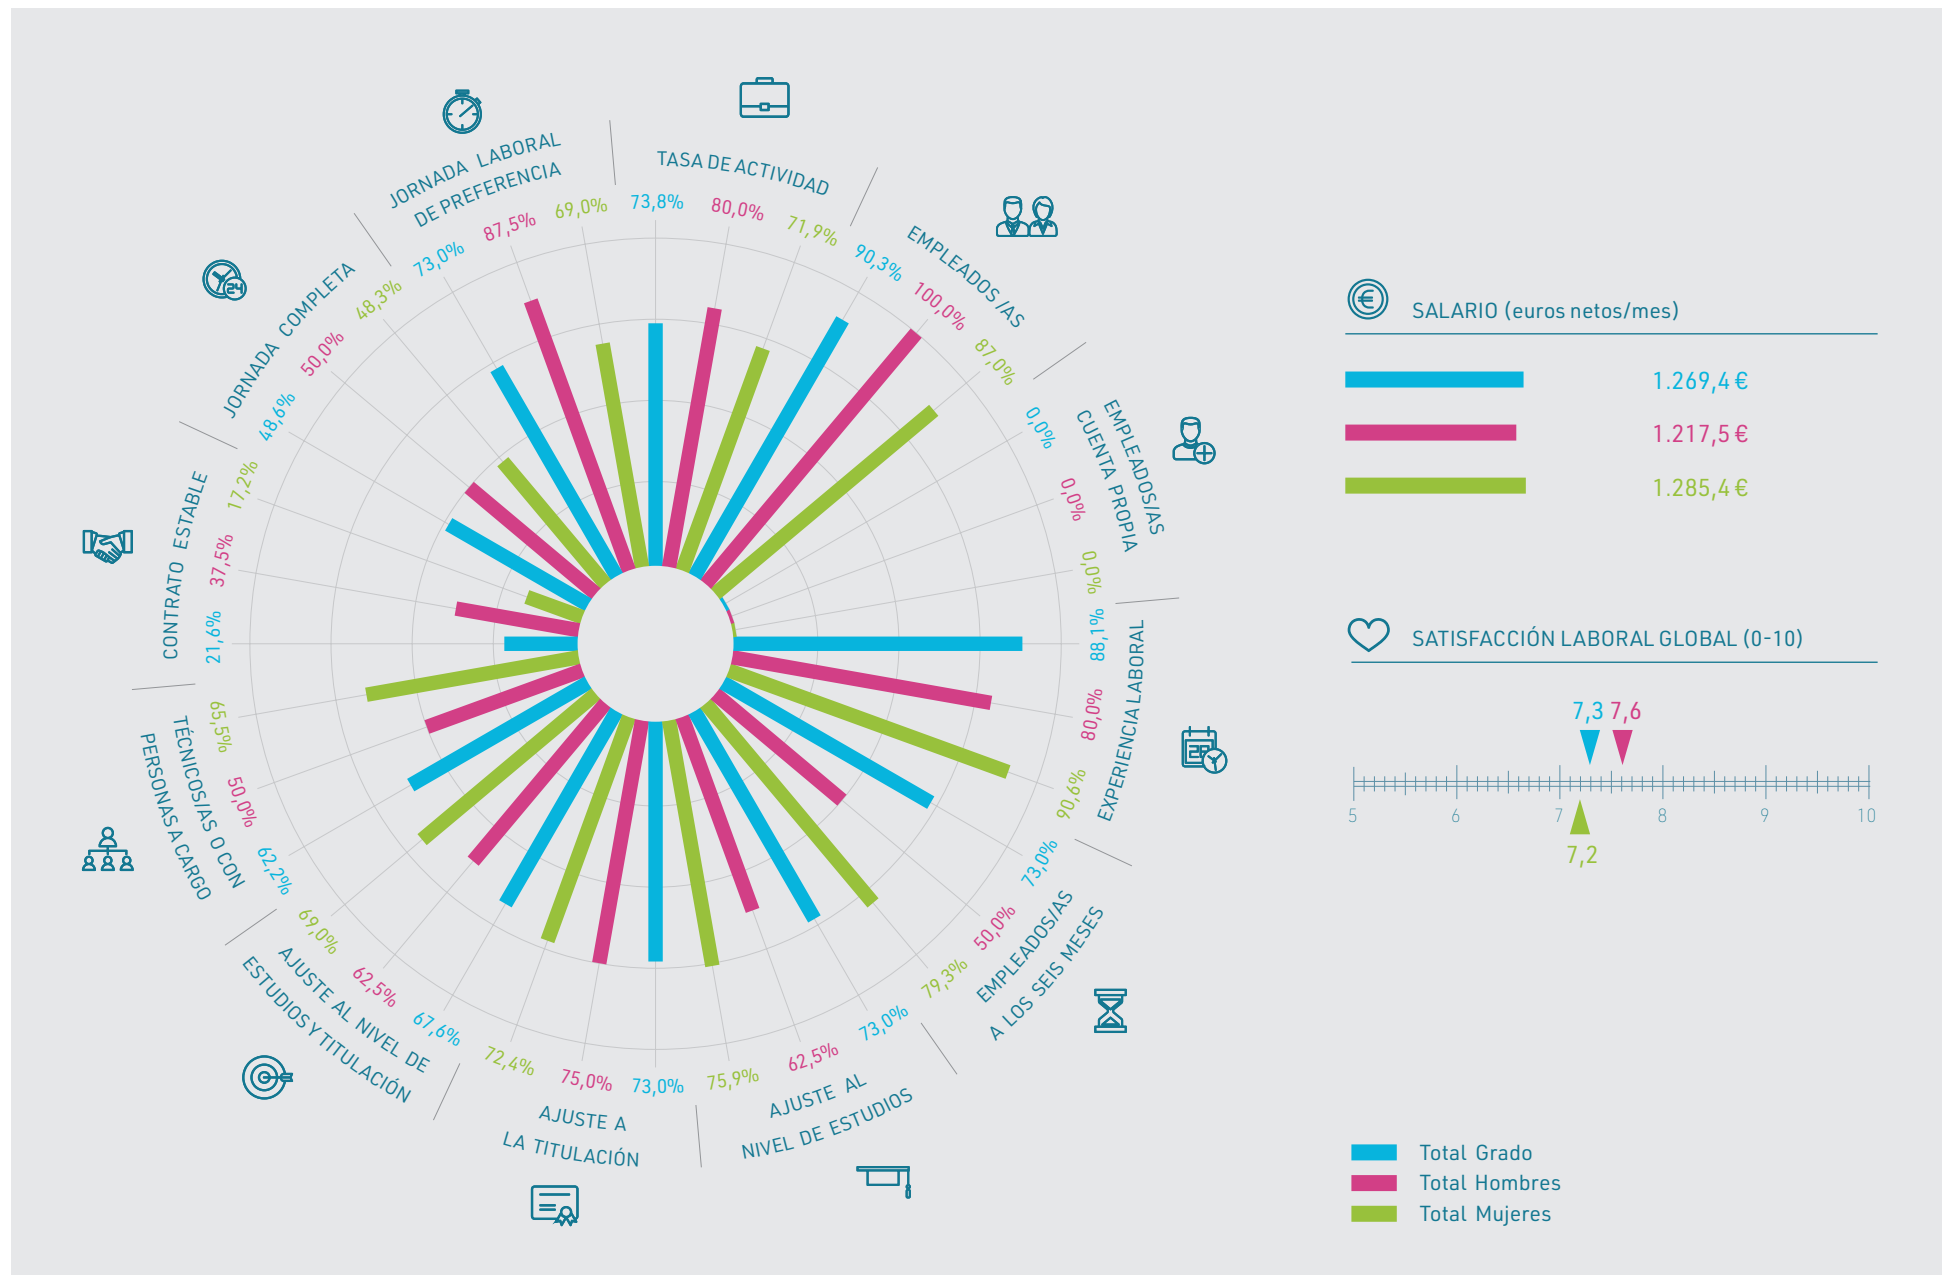 TASA DE ACTIVIDAD
73,8%
80,0%
71,9%
EMPLEADOS /AS
90,3%
100,0%
87,0%
EMPLEADOS/AS
CUENTA PROPIA
0,0%
0,0%
0,0%
EXPERIENCIA LABORAL
88,1%
80,0%
90,6%
EMPLEADOS/AS
A LOS SEIS MESES
73,0%
50,0%
79,3%
AJUSTE AL
NIVEL DE ESTUDIOS
73,0%
62,5%
75,9%
AJUSTE A
LA TITULACIÓN
73,0%
75,0%
72,4%
AJUSTE AL NIVEL DE
ESTUDIOS Y TITULACIÓN
67,6%
62,5%
69,0%
TÉCNICOS/AS O CON
PERSONAS A CARGO
62,2%
50,0%
65,5%
CONTRATO ESTABLE
21,6%
37,5%
17,2%
JORNADA COMPLETA
48,6%
50,0%
48,3%
JORNADA LABORAL
DE PREFERENCIA
73,0%
87,5%
69,0%
24
28
€
SALARIO (euros netos/mes)
1.269,4 €
1.217,5 €
1.285,4 €
SATISFACCIÓN LABORAL GLOBAL (0-10)
7,3 7,6
5 6 7 8 9 10
7,2
Total Grado
Total Hombres
Total Mujeres